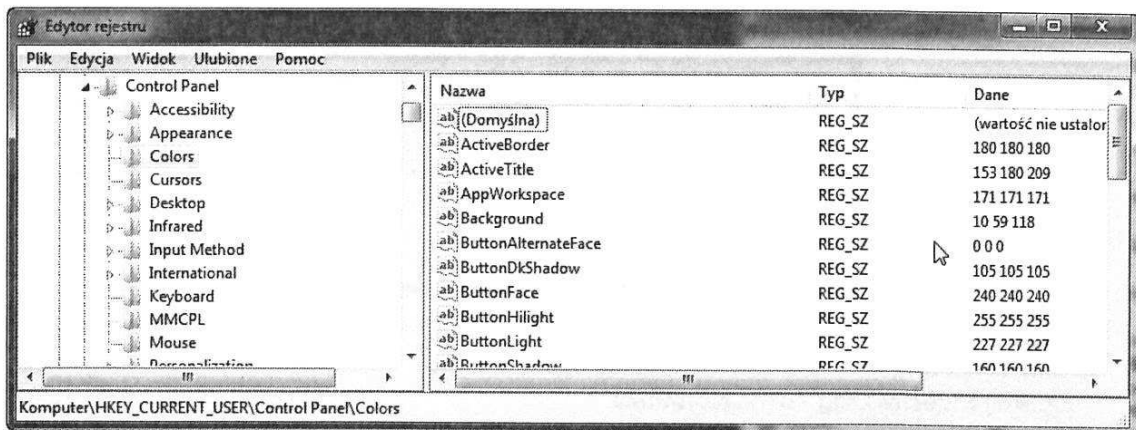 Edytor rejestru
Plik Edycja Widok Ulubione Pomoc
Control Panel
Accessibility
Appearance
Colors
Cursors
Desktop
Infrared
Input Method
International
Keyboard
MMCPL
Mouse
Personalization
Nazwa Typ Dane
(Domyślna) REG_SZ (wartość nie ustalor
ActiveBorder REG_SZ 180 180 180
ActiveTitle REG_SZ 153 180 209
AppWorkspace REG_SZ 171 171 171
Background REG_SZ 10 59 118
ButtonAlternateFace REG_SZ 0 0 0
ButtonDkShadow REG_SZ 105 105 105
ButtonFace REG_SZ 240 240 240
ButtonHilight REG_SZ 255 255 255
ButtonLight REG_SZ 227 227 227
ButtonShadow REG_SZ 160 160 160
Komputer\HKEY_CURRENT_USER\Control Panel\Colors